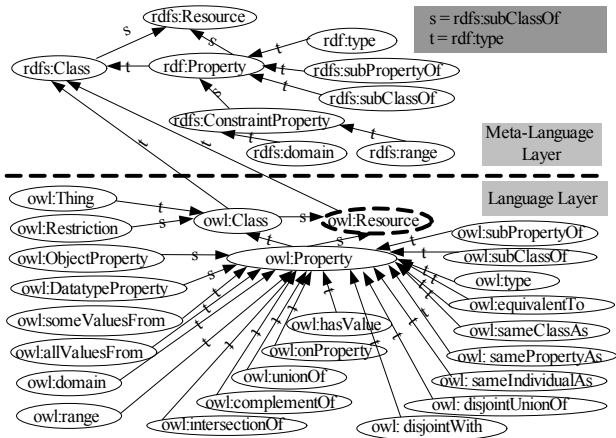 s = rdfs:subClassOf
t = rdf:type
rdfs:Resource
s
s
rdf:type
t
rdfs:Class
t
rdf:Property
t
rdfs:subPropertyOf
t
rdfs:subClassOf
s
rdfs:ConstraintProperty
t
t
rdfs:domain
rdfs:range
Meta-Language
Layer
t
t
Language Layer
owl:Thing
t
owl:Restriction
s
owl:Class
s
owl:Resource
owl:subPropertyOf
t
s
t
owl:subClassOf
t
owl:ObjectProperty
s
owl:Property
t
owl:type
owl:DatatypeProperty
s
t
owl:equivalentTo
owl:someValuesFrom
t
t
owl:hasValue
owl:sameClassAs
owl:allValuesFrom
t
owl:onProperty
owl: samePropertyAs
owl:domain
t
owl:unionOf
owl: sameIndividualAs
owl:range
t
owl:complementOf
owl: disjointUnionOf
owl:intersectionOf
owl: disjointWith